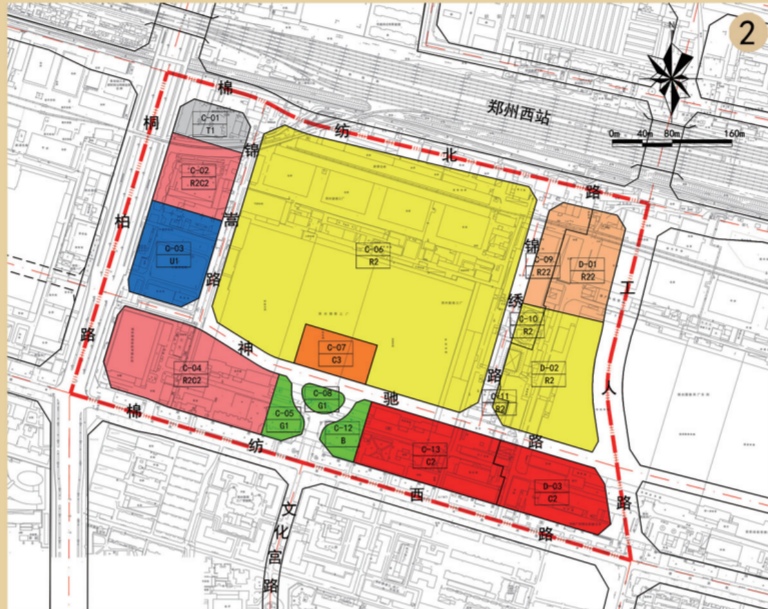 2
郑州西站
0m 40m 80m 160m
棉纺北路
桐柏路
锦嵩路
锦绣路
工人路
神驰路
棉纺西路
文化宫路
C-01
T1
C-02
R2C2
C-03
U1
C-04
R2C2
C-05
G1
C-06
R2
C-07
C3
C-08
G1
C-09
R22
D-01
R22
C-10
R2
D-02
R2
C-11
R2
C-12
B
C-13
C2
D-03
C2